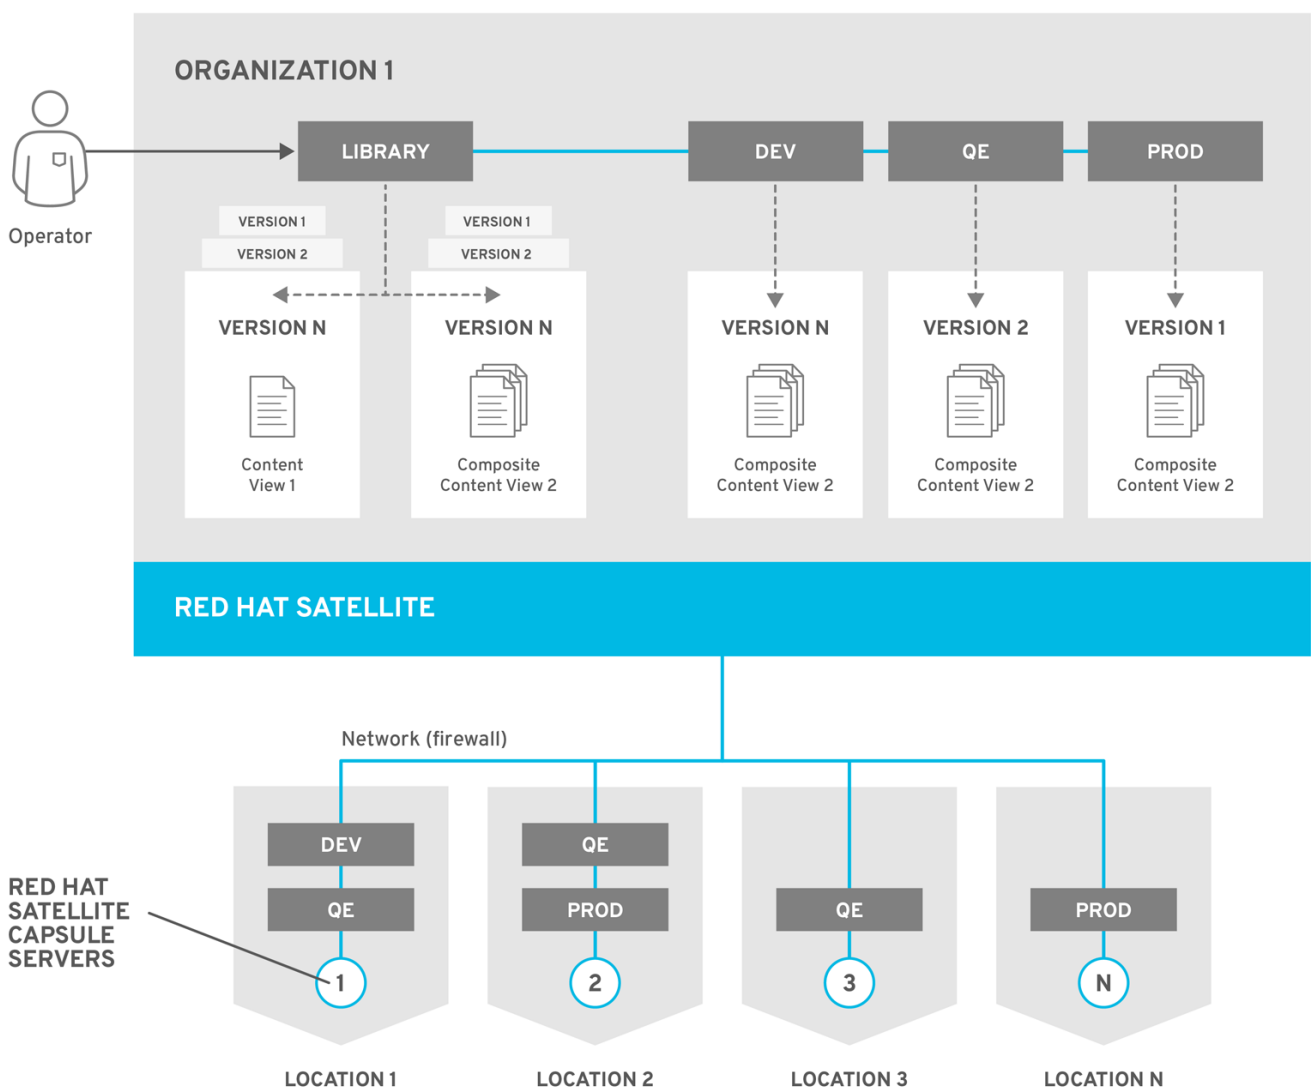 ORGANIZATION 1
LIBRARY
DEV
QE
PROD
Operator
VERSION 1
VERSION 2
VERSION 1
VERSION 2
VERSION N
VERSION N
VERSION N
VERSION 2
VERSION 1
Content
View 1
Composite
Content View 2
Composite
Content View 2
Composite
Content View 2
Composite
Content View 2
RED HAT SATELLITE
Network (firewall)
DEV
QE
1
QE
PROD
2
QE
3
PROD
N
RED HAT
SATELLITE
CAPSULE
SERVERS
LOCATION 1
LOCATION 2
LOCATION 3
LOCATION N